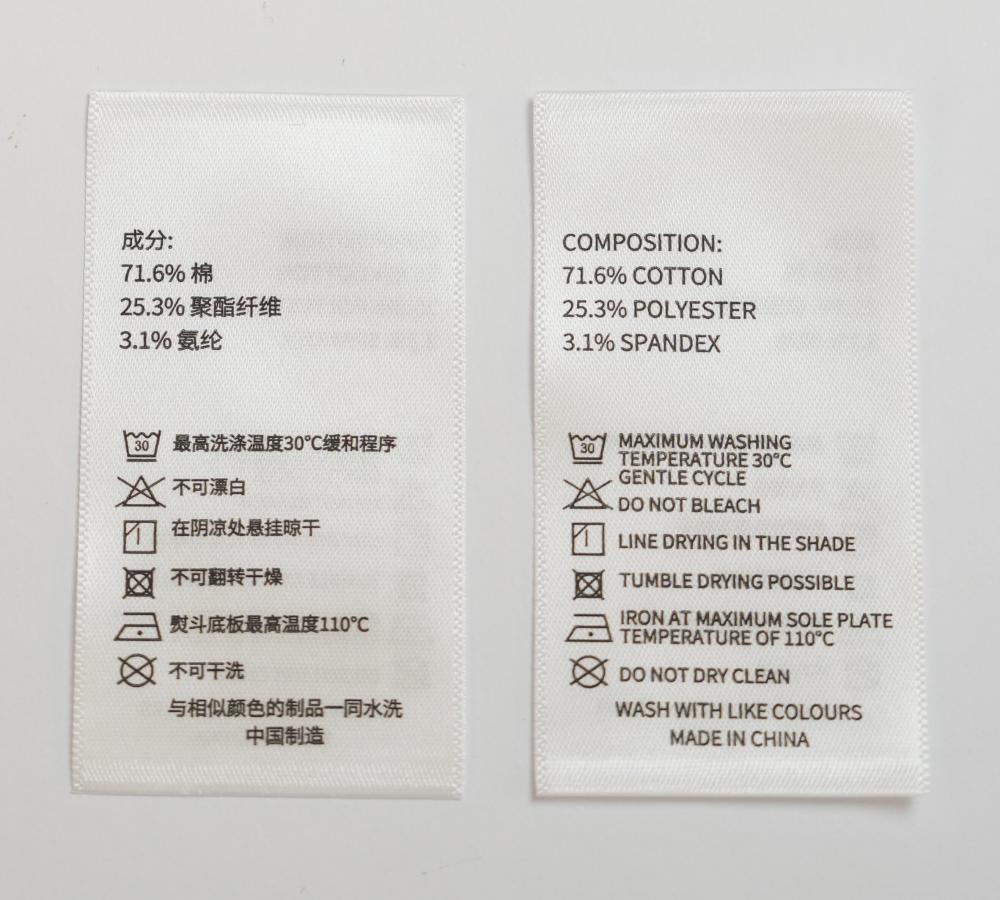 成分:
71.6% 棉
25.3% 聚酯纤维
3.1% 氨纶
30
最高洗涤温度30℃缓和程序
不可漂白
在阴凉处悬挂晾干
不可翻转干燥
熨斗底板最高温度110℃
不可干洗
与相似颜色的制品一同水洗
中国制造
COMPOSITION:
71.6% COTTON
25.3% POLYESTER
3.1% SPANDEX
30
MAXIMUM WASHING
TEMPERATURE 30℃
GENTLE CYCLE
DO NOT BLEACH
LINE DRYING IN THE SHADE
TUMBLE DRYING POSSIBLE
IRON AT MAXIMUM SOLE PLATE
TEMPERATURE OF 110℃
DO NOT DRY CLEAN
WASH WITH LIKE COLOURS
MADE IN CHINA